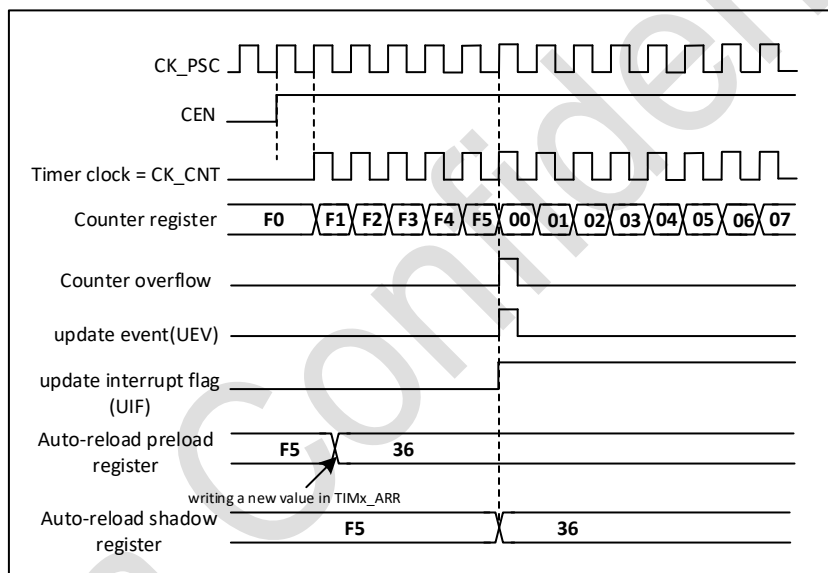 CK_PSC
CEN
Timer clock = CK_CNT
Counter register F0 F1 F2 F3 F4 F5 00 01 02 03 04 05 06 07
Counter overflow
update event(UEV)
update interrupt flag
(UIF)
Auto-reload preload
register
F5 36
writing a new value in TIMx_ARR
Auto-reload shadow
register
F5 36
Confiden